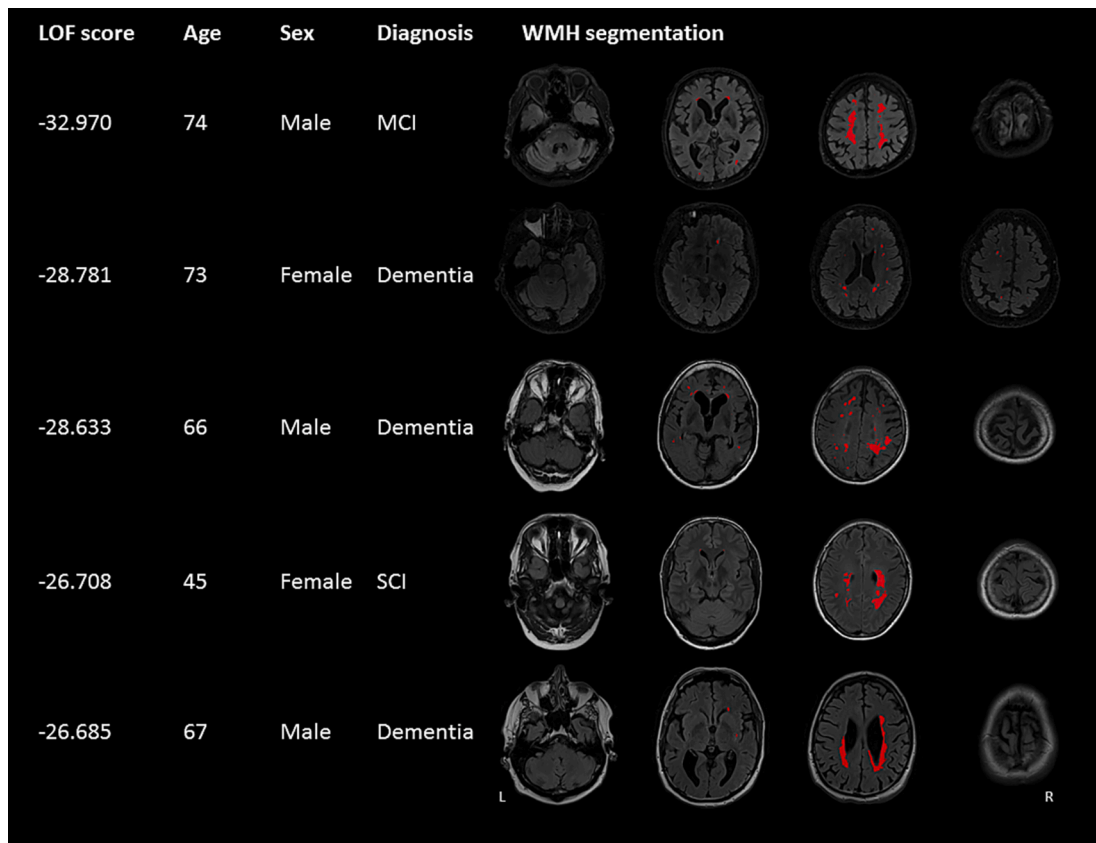 LOF score Age Sex Diagnosis WMH segmentation
-32.970 74 Male MCI
-28.781 73 Female Dementia
-28.633 66 Male Dementia
-26.708 45 Female SCI
-26.685 67 Male Dementia
L R